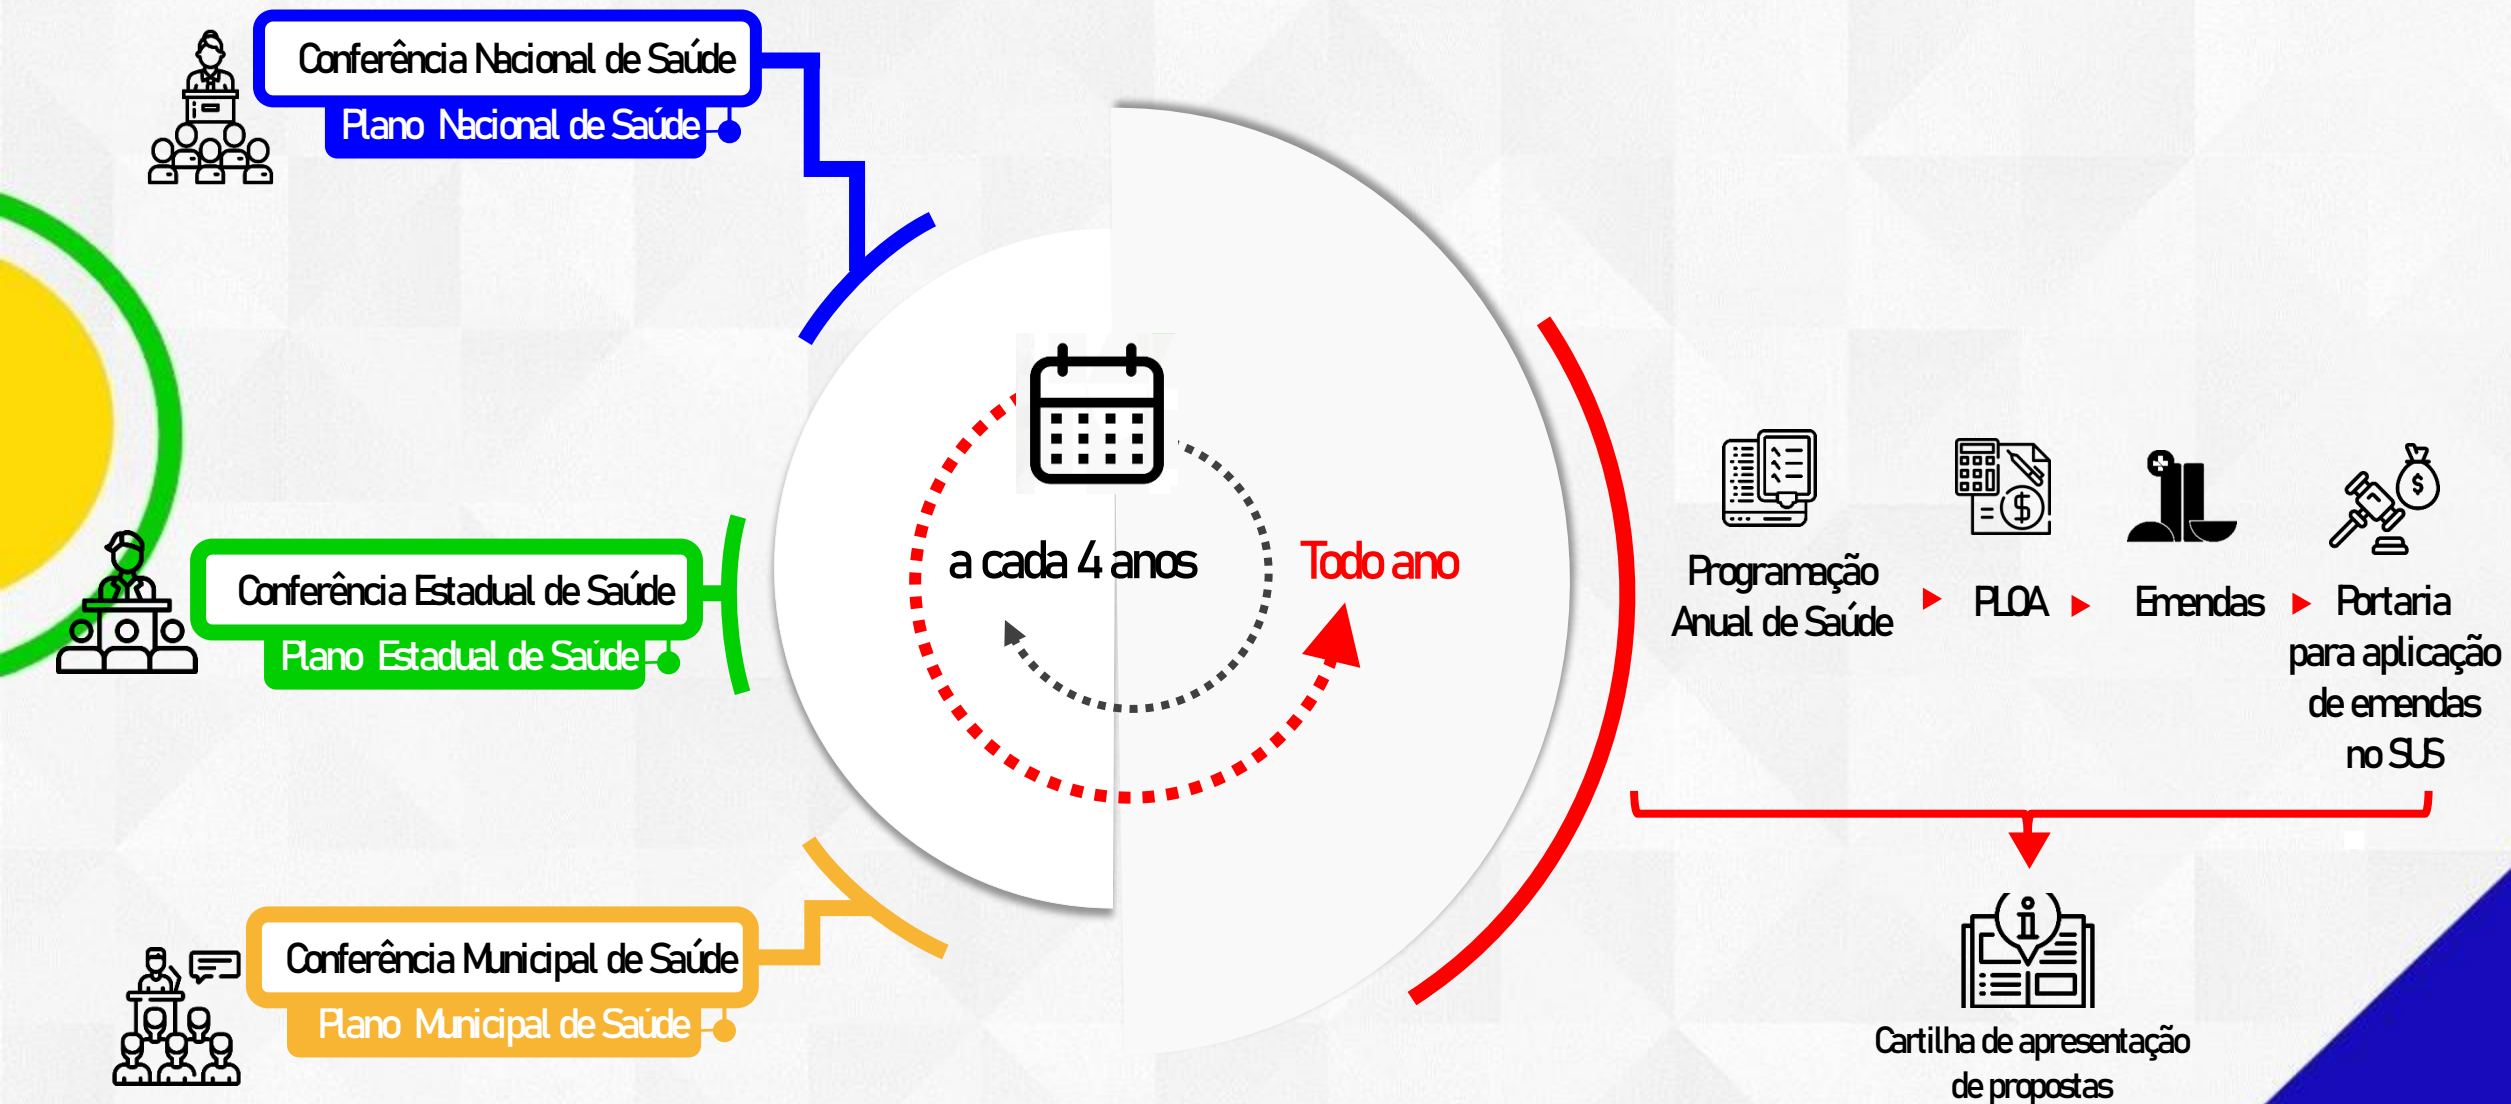 Conferência Nacional de Saúde
Plano Nacional de Saúde
Conferência Estadual de Saúde
Plano Estadual de Saúde
Conferência Municipal de Saúde
Plano Municipal de Saúde
a cada 4 anos
Todo ano
Programação
Anual de Saúde
PLOA
Emendas
Portaria
para aplicação
de emendas
no SUS
Cartilha de apresentação
de propostas